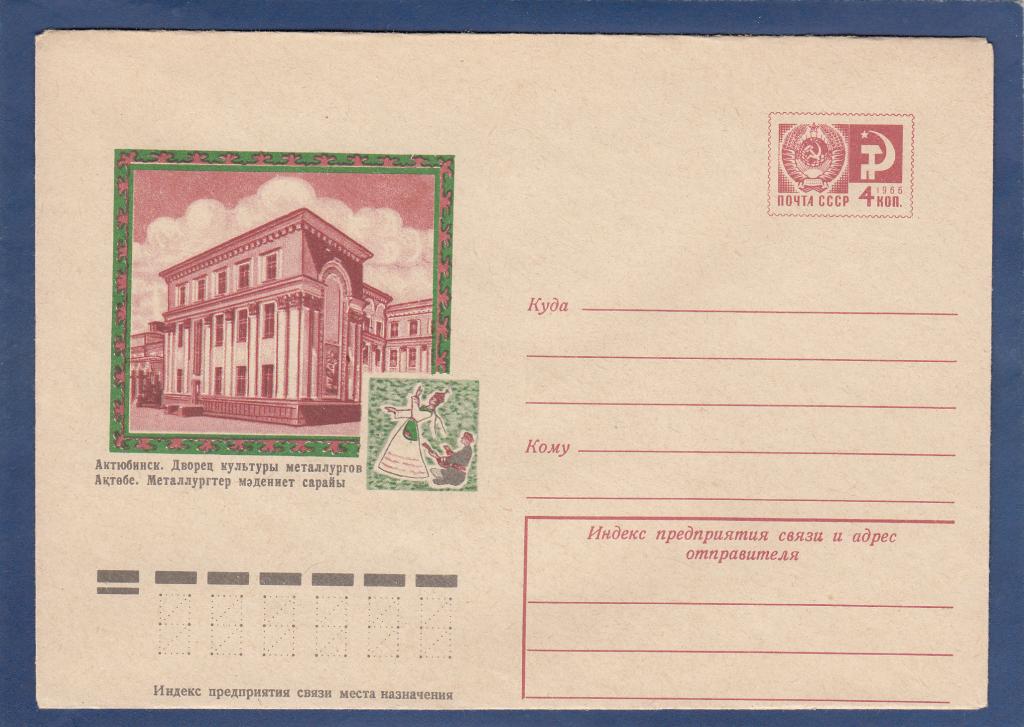 ПОЧТА СССР 4 КОП.
1966
Куда
Кому
Актюбинск. Дворец культуры металлургов
Ақтөбе. Металлургтер мәдениет сарайы
Индекс предприятия связи и адрес
отправителя
Индекс предприятия связи места назначения